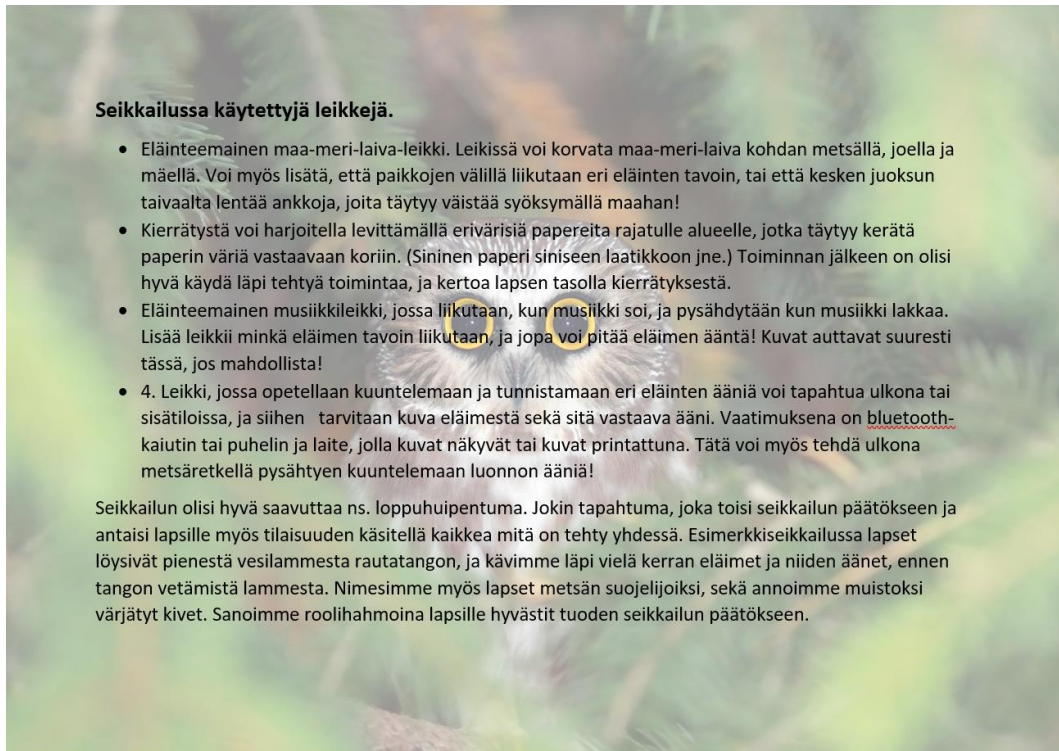 Seikkailussa käytettyjä leikkejä.
• Eläinteemainen maa-meri-laiva-leikki. Leikissä voi korvata maa-meri-laiva kohdan metsällä, joella ja
mäellä. Voi myös lisätä, että paikkojen välillä liikutaan eri eläinten tavoin, tai että kesken juoksun
taivaalta lentää ankkoja, joita täytyy väistää syöksymällä maahan!
• Kierrätystä voi harjoitella levittämällä erivärisiä papereita rajatulle alueelle, jotka täytyy kerätä
paperin väriä vastaavaan koriin. (Sininen paperi siniseen laatikkoon jne.) Toiminnan jälkeen on olisi
hyvä käydä läpi tehtyä toimintaa, ja kertoa lapsen tasolla kierrätyksestä.
• Eläinteemainen musiikkileikki, jossa liikutaan, kun musiikki soi, ja pysähdytään kun musiikki lakkaa.
Lisää leikkii minkä eläimen tavoin liikutaan, ja jopa voi pitää eläimen ääntä! Kuvat auttavat suuresti
tässä, jos mahdollista!
• 4. Leikki, jossa opetellaan kuuntelemaan ja tunnistamaan eri eläinten ääniä voi tapahtua ulkona tai
sisätiloissa, ja siihen   tarvitaan kuva eläimestä sekä sitä vastaava ääni. Vaatimuksena on bluetooth-
kaiutin tai puhelin ja laite, jolla kuvat näkyvät tai kuvat printattuna. Tätä voi myös tehdä ulkona
metsäretkellä pysähtyen kuuntelemaan luonnon ääniä!
Seikkailun olisi hyvä saavuttaa ns. loppuhuipentuma. Jokin tapahtuma, joka toisi seikkailun päätökseen ja
antaisi lapsille myös tilaisuuden käsitellä kaikkea mitä on tehty yhdessä. Esimerkkiseikkailussa lapset
löysivät pienestä vesilammesta rautatangon, ja kävimme läpi vielä kerran eläimet ja niiden äänet, ennen
tangon vetämistä lammesta. Nimesimme myös lapset metsän suojelijoiksi, sekä annoimme muistoksi
värjätyt kivet. Sanoimme roolihahmoina lapsille hyvästit tuoden seikkailun päätökseen.